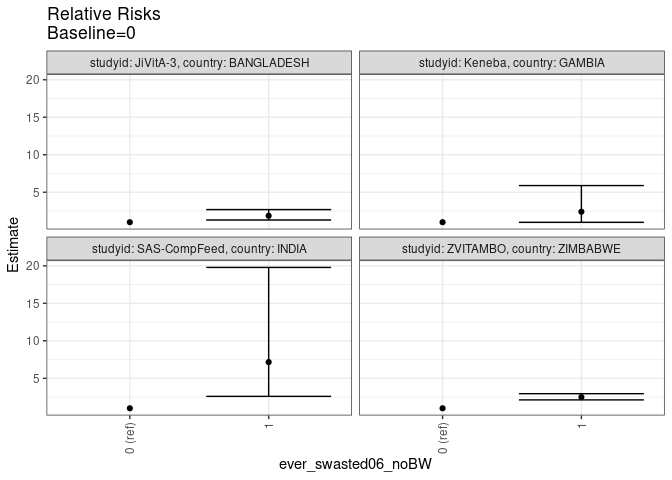 Relative Risks
Baseline=0
studyid: JiVitA-3, country: BANGLADESH
studyid: Keneba, country: GAMBIA
20
15
10
5
studyid: SAS-CompFeed, country: INDIA
studyid: ZVITAMBO, country: ZIMBABWE
20
15
10
5
Estimate
0 (ref)
1
0 (ref)
1
ever_swasted06_noBW